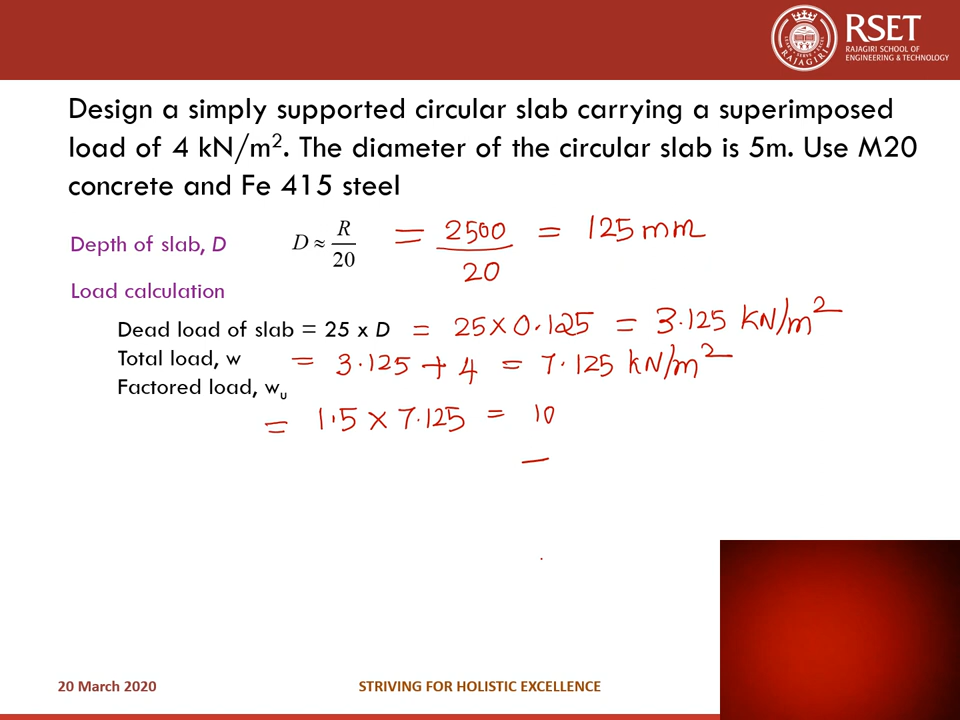 RSET
RAJAGIRI SCHOOL OF
ENGINEERING & TECHNOLOGY
RAJAGIRI
Design a simply supported circular slab carrying a superimposed
load of 4 kN/m². The diameter of the circular slab is 5m. Use M20
concrete and Fe 415 steel
Depth of slab, D D ≈ R/20 = 2500/20 = 125 mm
Load calculation
Dead load of slab = 25 x D = 25 × 0.125 = 3.125 KN/m²
Total load, w = 3.125 + 4 = 7.125 KN/m²
Factored load, wᵤ
= 1.5 × 7.125 = 10
20 March 2020
STRIVING FOR HOLISTIC EXCELLENCE